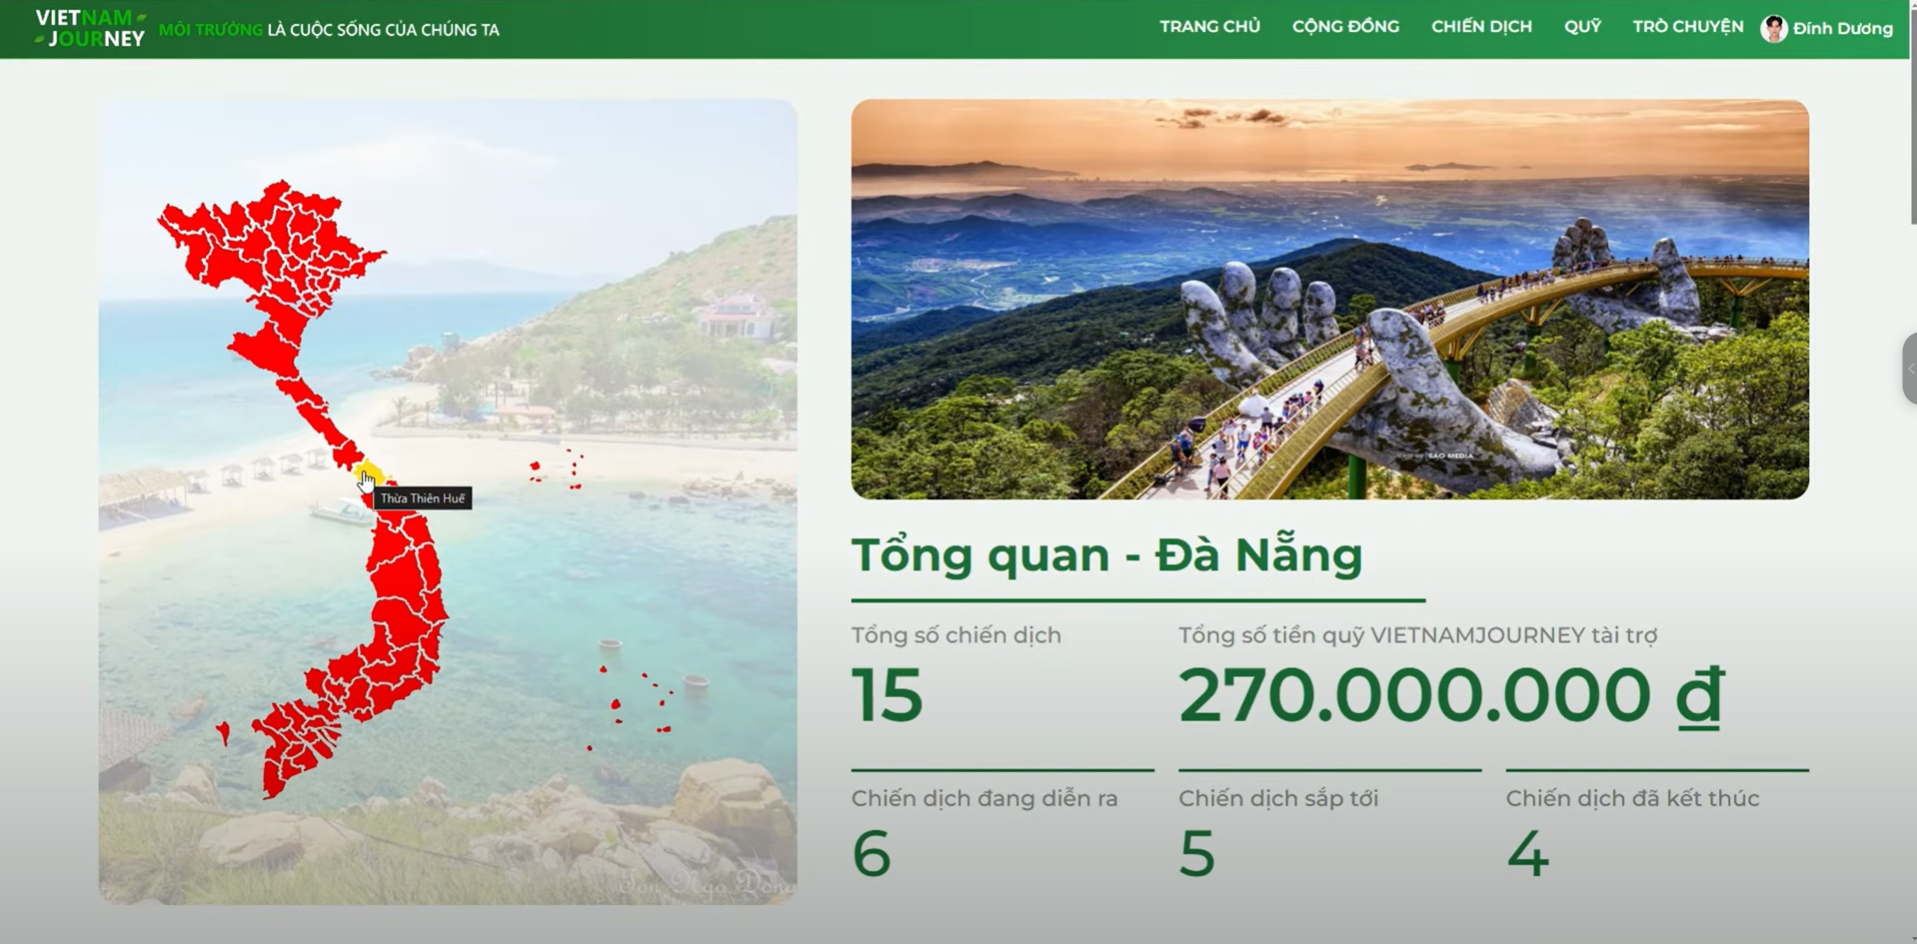 VIETNAM
JOURNEY
MÔI TRƯỜNG LÀ CUỘC SỐNG CỦA CHÚNG TA
TRANG CHỦ
CỘNG ĐỒNG
CHIẾN DỊCH
QUỸ
TRÒ CHUYỆN
Đính Dương
Thừa Thiên Huế
Ton Ngo Dong
SAO MEDIA
Tổng quan - Đà Nẵng
Tổng số chiến dịch
15
Tổng số tiền quỹ VIETNAMJOURNEY tài trợ
270.000.000 ₫
Chiến dịch đang diễn ra
6
Chiến dịch sắp tới
5
Chiến dịch đã kết thúc
4